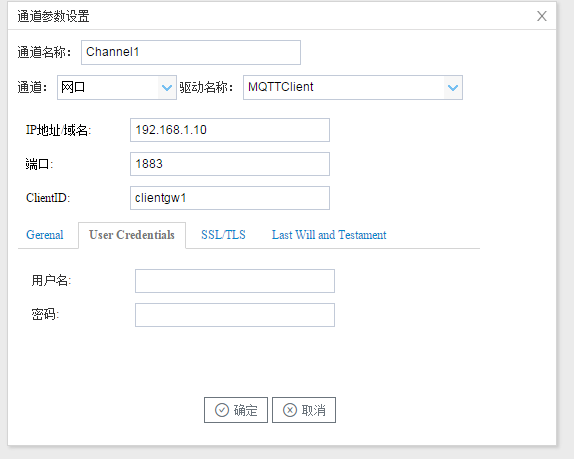 通道参数设置
通道名称： Channel1
通道： 网口 驱动名称： MQTTClient
IP地址/域名: 192.168.1.10
端口: 1883
ClientID: clientgw1
Gerenal User Credentials SSL/TLS Last Will and Testament
用户名:
密码:
确定 取消